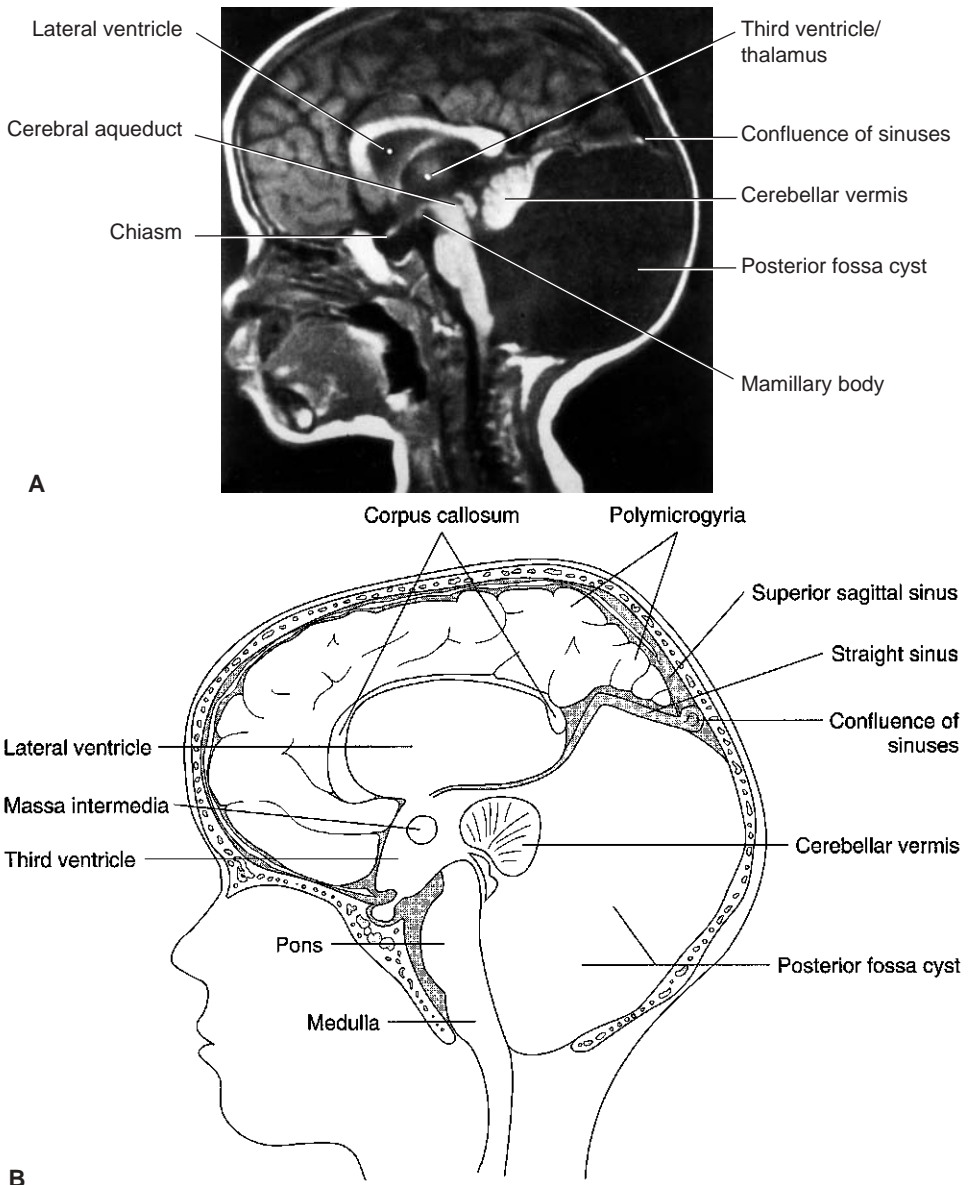 Lateral ventricle
Third ventricle/
thalamus
Cerebral aqueduct
Confluence of sinuses
Cerebellar vermis
Chiasm
Posterior fossa cyst
Mamillary body
A
Corpus callosum
Polymicrogyria
Superior sagittal sinus
Straight sinus
Confluence of
sinuses
Lateral ventricle
Massa intermedia
Third ventricle
Cerebellar vermis
Pons
Posterior fossa cyst
Medulla
B